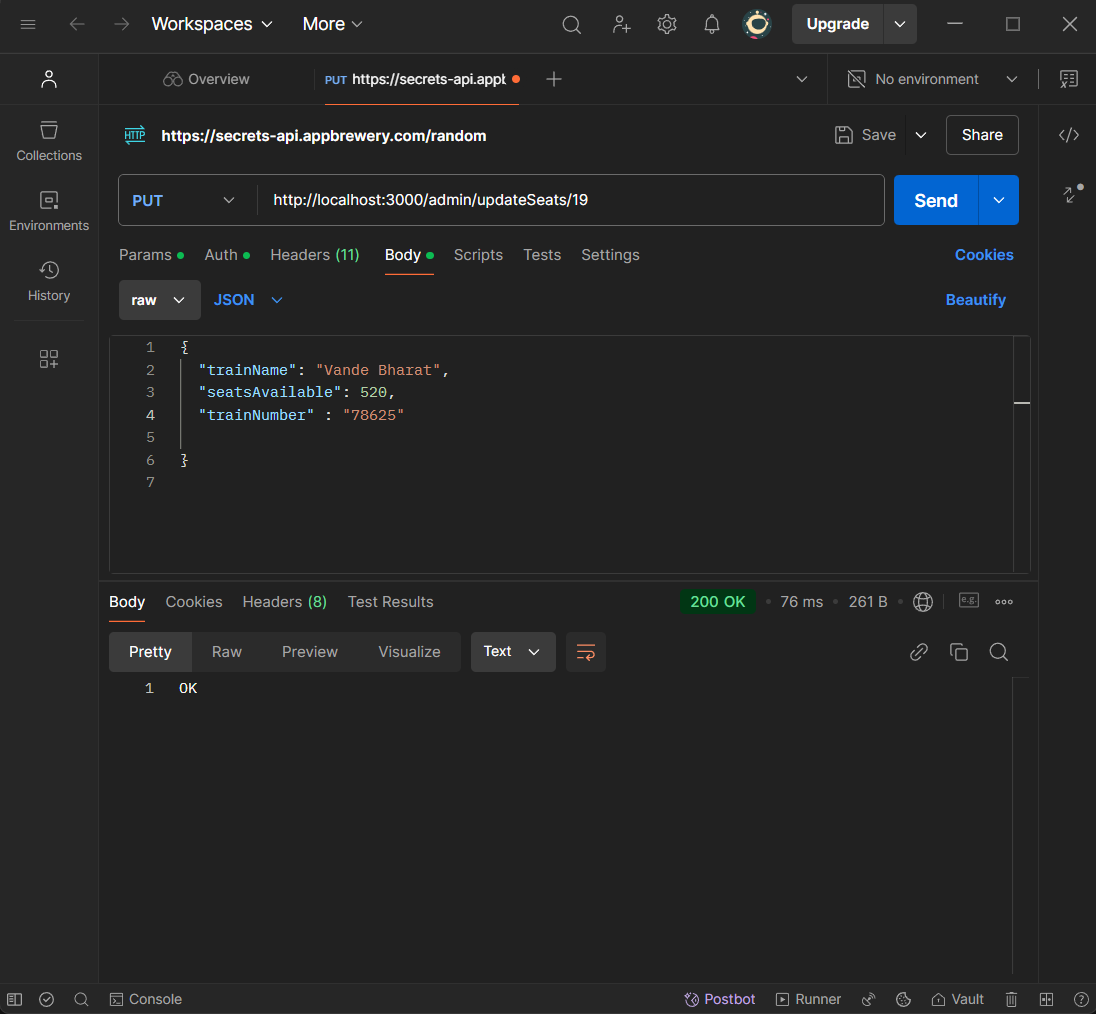 Workspaces More Upgrade
Overview PUT https://secrets-api.appb No environment
HTTP https://secrets-api.appbrewery.com/random Save Share
Collections
Environments
History
PUT http://localhost:3000/admin/updateSeats/19 Send
Params Auth Headers (11) Body Scripts Tests Settings Cookies
raw JSON Beautify
1 {
2 "trainName": "Vande Bharat",
3 "seatsAvailable": 520,
4 "trainNumber" : "78625"
5
6 }
7
Body Cookies Headers (8) Test Results 200 OK • 76 ms • 261 B • e.g.
Pretty Raw Preview Visualize Text
1 OK
Console Postbot Runner Vault